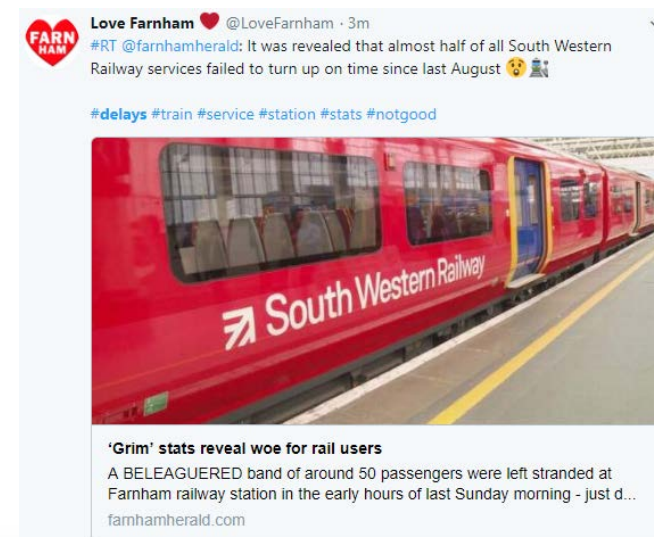 FARN
HAM
Love Farnham ❤ @LoveFarnham · 3m
#RT @farnhamherald: It was revealed that almost half of all South Western
Railway services failed to turn up on time since last August 😲🚂
#delays #train #service #station #stats #notgood
South Western Railway
‘Grim’ stats reveal woe for rail users
A BELEAGUERED band of around 50 passengers were left stranded at
Farnham railway station in the early hours of last Sunday morning - just d...
farnhamherald.com